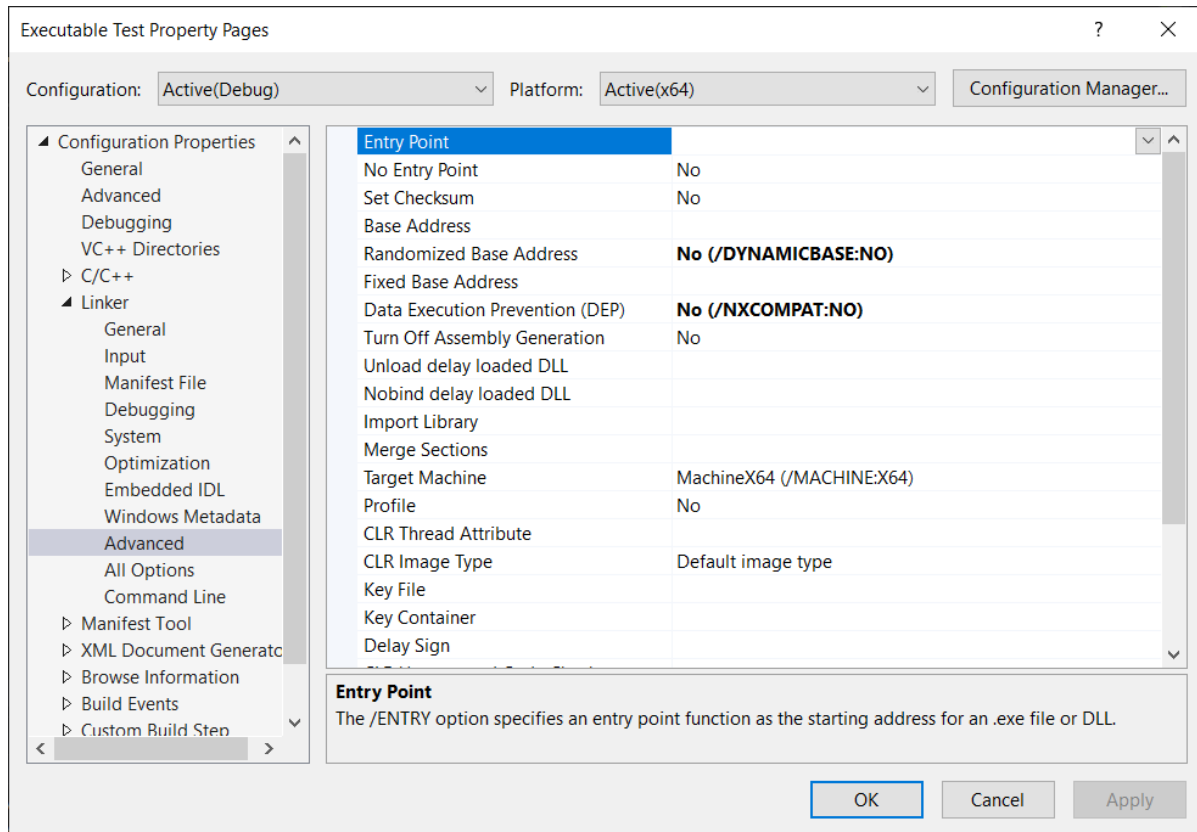 Executable Test Property Pages ?
Configuration: Active(Debug) Platform: Active(x64) Configuration Manager...
Configuration Properties
General
Advanced
Debugging
VC++ Directories
C/C++
Linker
General
Input
Manifest File
Debugging
System
Optimization
Embedded IDL
Windows Metadata
Advanced
All Options
Command Line
Manifest Tool
XML Document Generato
Browse Information
Build Events
Custom Build Step
Entry Point
No Entry Point No
Set Checksum No
Base Address
Randomized Base Address No (/DYNAMICBASE:NO)
Fixed Base Address
Data Execution Prevention (DEP) No (/NXCOMPAT:NO)
Turn Off Assembly Generation No
Unload delay loaded DLL
Nobind delay loaded DLL
Import Library
Merge Sections
Target Machine MachineX64 (/MACHINE:X64)
Profile No
CLR Thread Attribute
CLR Image Type Default image type
Key File
Key Container
Delay Sign
Entry Point
The /ENTRY option specifies an entry point function as the starting address for an .exe file or DLL.
OK Cancel Apply